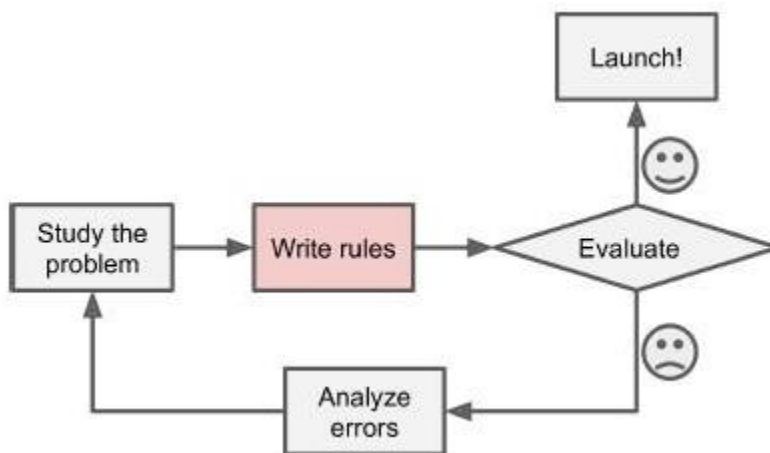 Launch!
Study the
problem
Write rules
Evaluate
Analyze
errors